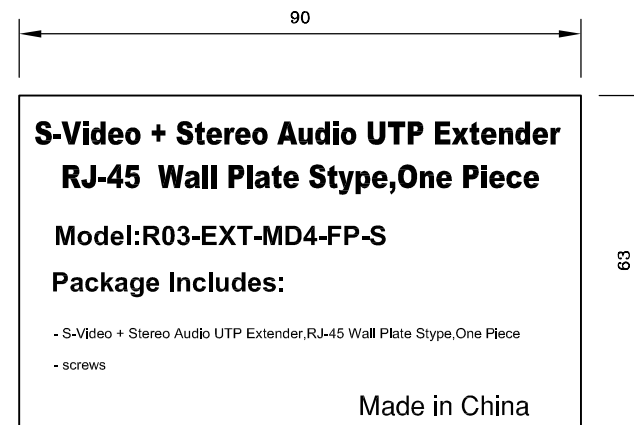 90
S-Video + Stereo Audio UTP Extender
RJ-45 Wall Plate Stype,One Piece
Model:R03-EXT-MD4-FP-S
63
Package Includes:
- S-Video + Stereo Audio UTP Extender,RJ-45 Wall Plate Stype,One Piece
- screws
Made in China